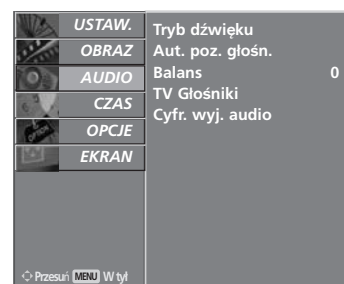 USTAW.
OBRAZ
AUDIO
CZAS
OPCJE
EKRAN
Tryb dźwięku
Aut. poz. głośn.
Balans 0
TV Głośniki
Cyfr. wyj. audio
Przesuń MENU W tył